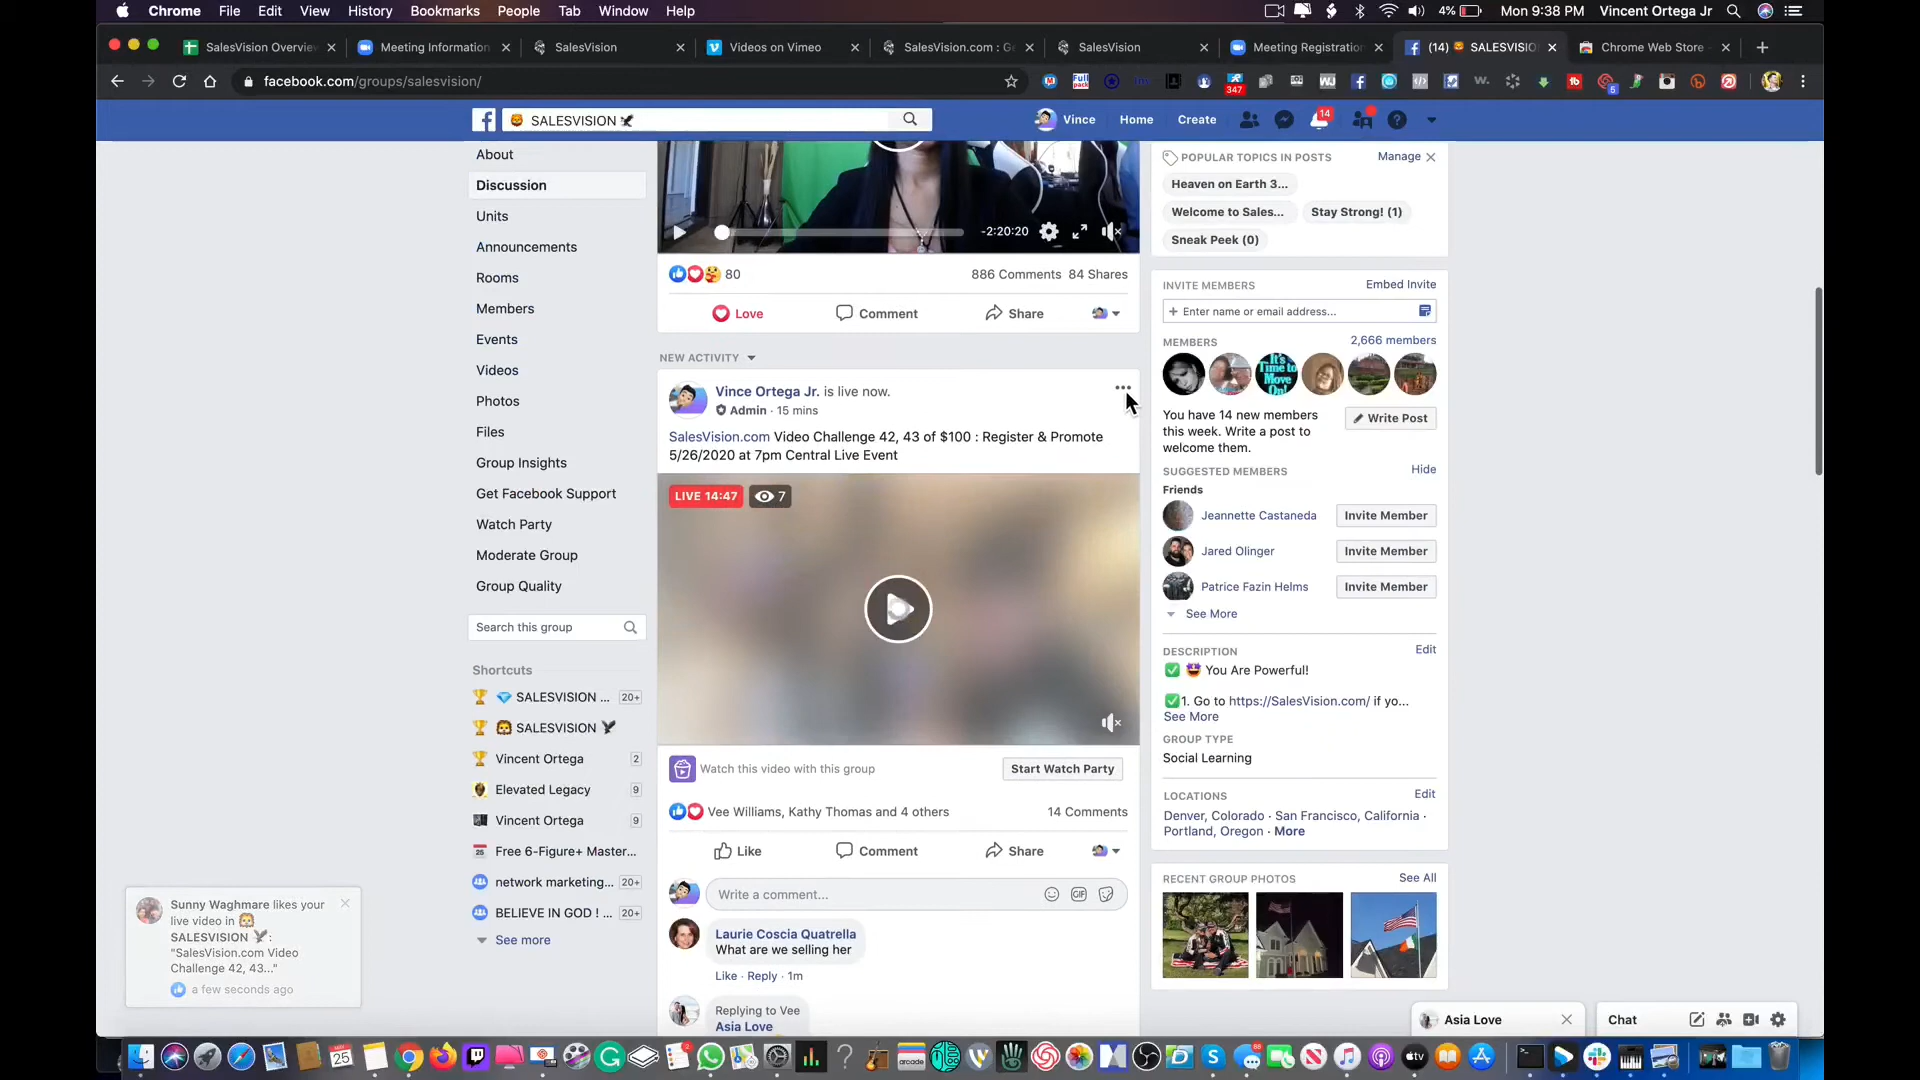 Chrome File Edit View History Bookmarks People Tab Window Help
4% Mon 9:38 PM Vincent Ortega Jr
SalesVision Overvie
Meeting Information
SalesVision
Videos on Vimeo
SalesVision.com : G
SalesVision
Meeting Registratio
(14) SALESVISIO
Chrome Web Store
facebook.com/groups/salesvision/
347
5
SALESVISION
Vince Home Create
14
About
Discussion
Units
Announcements
Rooms
Members
Events
Videos
Photos
Files
Group Insights
Get Facebook Support
Watch Party
Moderate Group
Group Quality
Search this group
Shortcuts
SALESVISION ... 20+
SALESVISION
Vincent Ortega 2
Elevated Legacy 9
Vincent Ortega 9
Free 6-Figure+ Master...
network marketing... 20+
BELIEVE IN GOD ! ... 20+
See more
Sunny Waghmare likes your
live video in
SALESVISION :
"SalesVision.com Video
Challenge 42, 43..."
a few seconds ago
-2:20:20
80
886 Comments 84 Shares
Love Comment Share
NEW ACTIVITY
Vince Ortega Jr. is live now.
Admin · 15 mins
SalesVision.com Video Challenge 42, 43 of $100 : Register & Promote
5/26/2020 at 7pm Central Live Event
LIVE 14:47 7
Watch this video with this group
Start Watch Party
Vee Williams, Kathy Thomas and 4 others
14 Comments
Like Comment Share
Write a comment...
GIF
Laurie Coscia Quatrella
What are we selling her
Like · Reply · 1m
Replying to Vee
Asia Love
POPULAR TOPICS IN POSTS Manage
Heaven on Earth 3...
Welcome to Sales... Stay Strong! (1)
Sneak Peek (0)
INVITE MEMBERS Embed Invite
+ Enter name or email address...
MEMBERS 2,666 members
It's
Time to
Move
On!
You have 14 new members
this week. Write a post to
welcome them.
Write Post
SUGGESTED MEMBERS Hide
Friends
Jeannette Castaneda Invite Member
Jared Olinger Invite Member
Patrice Fazin Helms Invite Member
See More
DESCRIPTION Edit
You Are Powerful!
1. Go to https://SalesVision.com/ if yo...
See More
GROUP TYPE
Social Learning
LOCATIONS Edit
Denver, Colorado · San Francisco, California ·
Portland, Oregon · More
RECENT GROUP PHOTOS See All
Asia Love
Chat